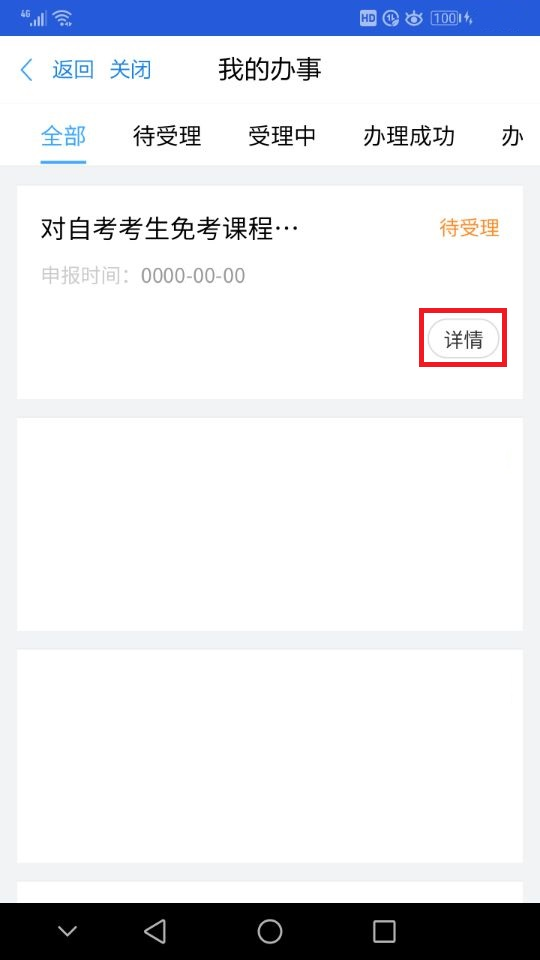 4G HD 100
返回 关闭 我的办事
全部 待受理 受理中 办理成功 办
对自考考生免考课程… 待受理
申报时间：0000-00-00
详情